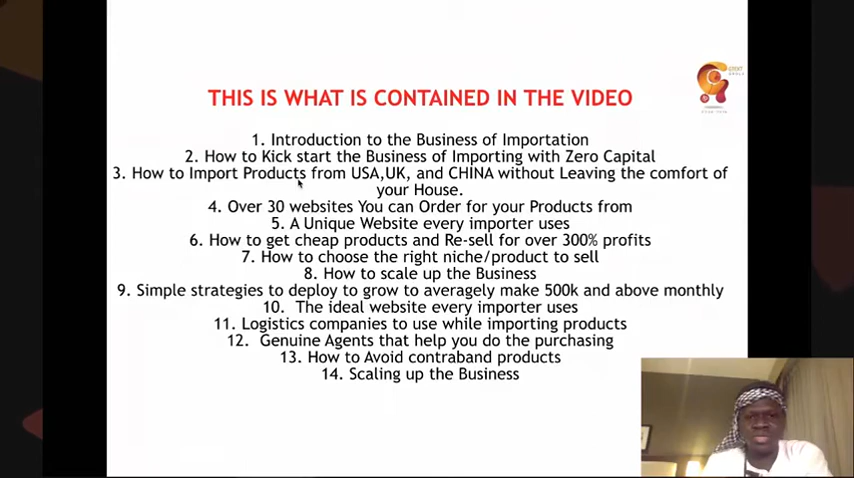 THIS IS WHAT IS CONTAINED IN THE VIDEO
1. Introduction to the Business of Importation
2. How to Kick start the Business of Importing with Zero Capital
3. How to Import Products from USA,UK, and CHINA without Leaving the comfort of
your House.
4. Over 30 websites You can Order for your Products from
5. A Unique Website every importer uses
6. How to get cheap products and Re-sell for over 300% profits
7. How to choose the right niche/product to sell
8. How to scale up the Business
9. Simple strategies to deploy to grow to averagely make 500k and above monthly
10. The ideal website every importer uses
11. Logistics companies to use while importing products
12. Genuine Agents that help you do the purchasing
13. How to Avoid contraband products
14. Scaling up the Business